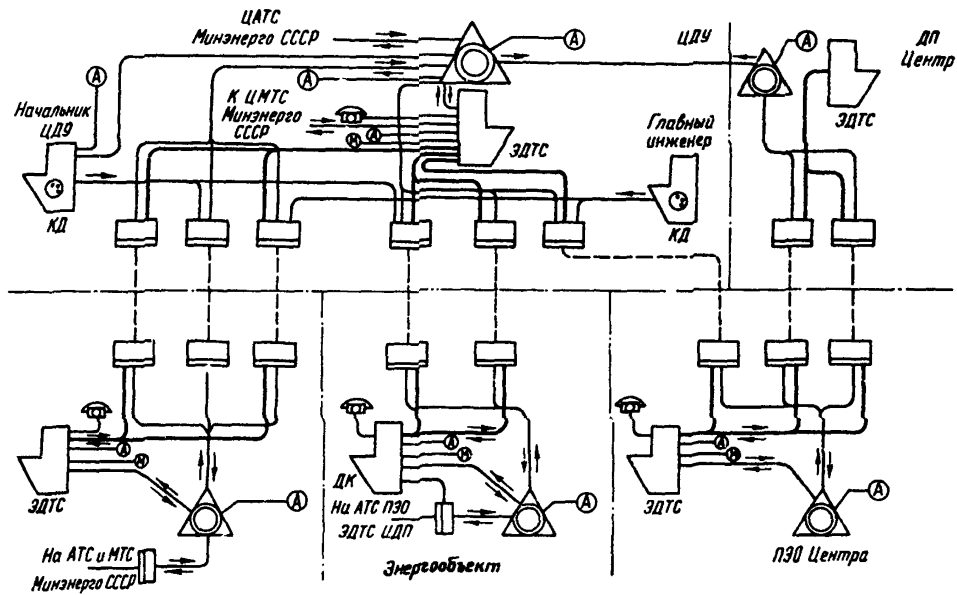 ЦАТС
Минэнерго СССР
А
ЦДУ
А
ДП
Центр
А
А
Начальник
ЦДУ
К ЦМТС
Минэнерго
СССР
А
М
ЭДТС
Главный
инженер
ЭДТС
КД
КД
А
М
ЭДТС
А
На АТС и МТС
Минэнерго СССР
А
М
ДК
А
На АТС ПЭО
ЭДТС ЦДП
Энергообъект
А
М
ЭДТС
А
ПЭО Центра